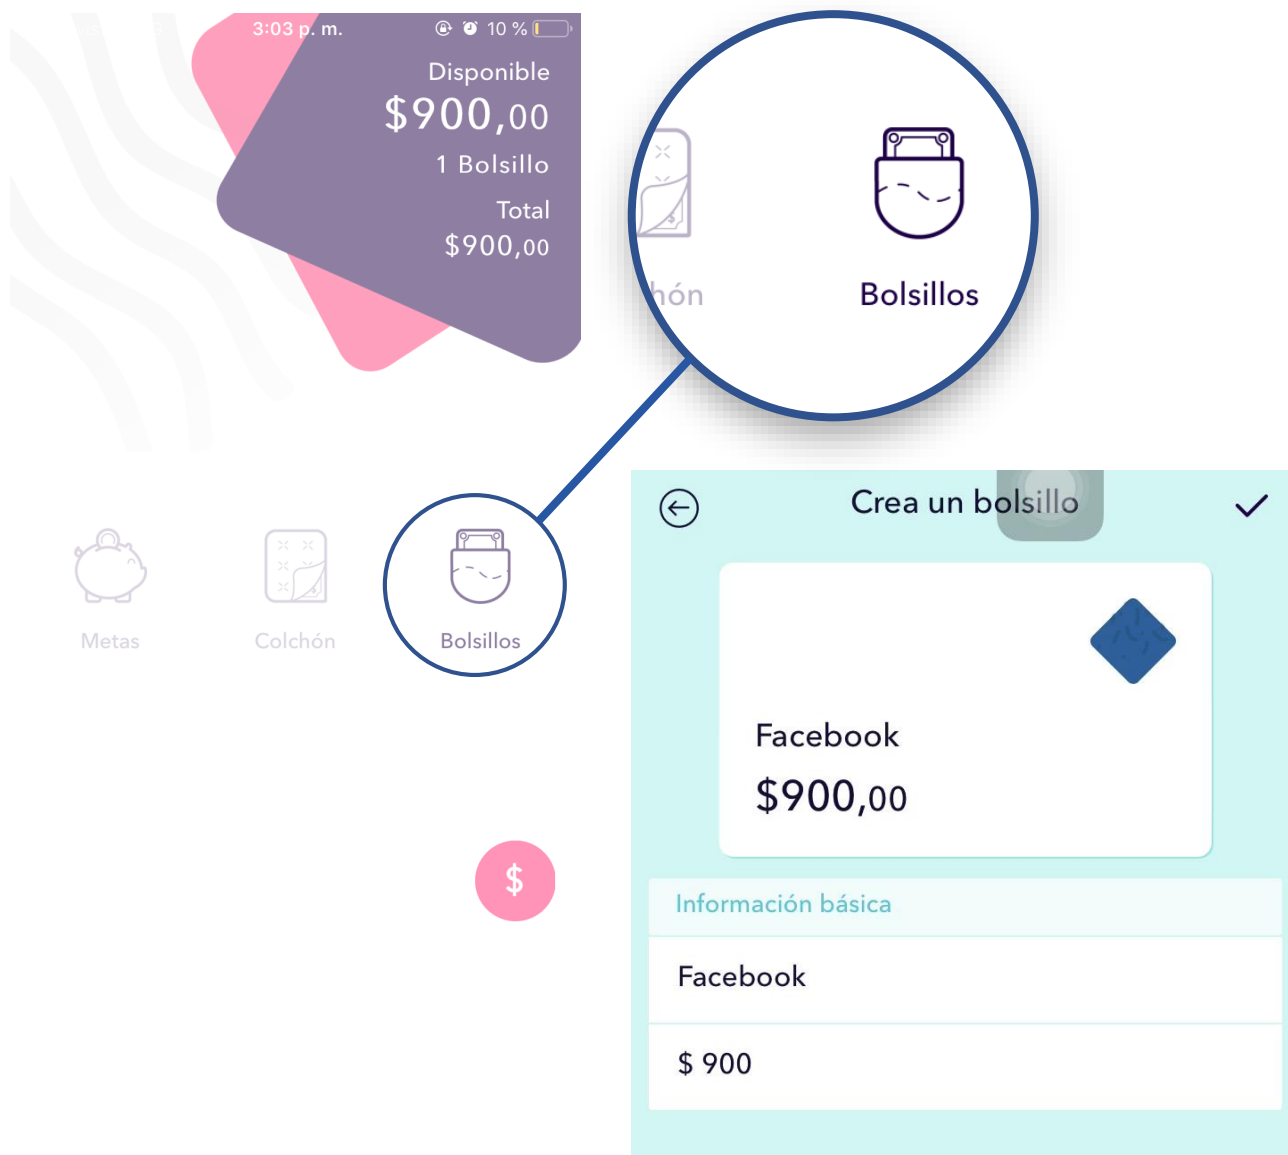 3:03 p. m.
10 %
Disponible
$900,00
1 Bolsillo
Total
$900,00
Metas
Colchón
Bolsillos
$
hón
Bolsillos
Crea un bolsillo
Facebook
$900,00
Información básica
Facebook
$ 900